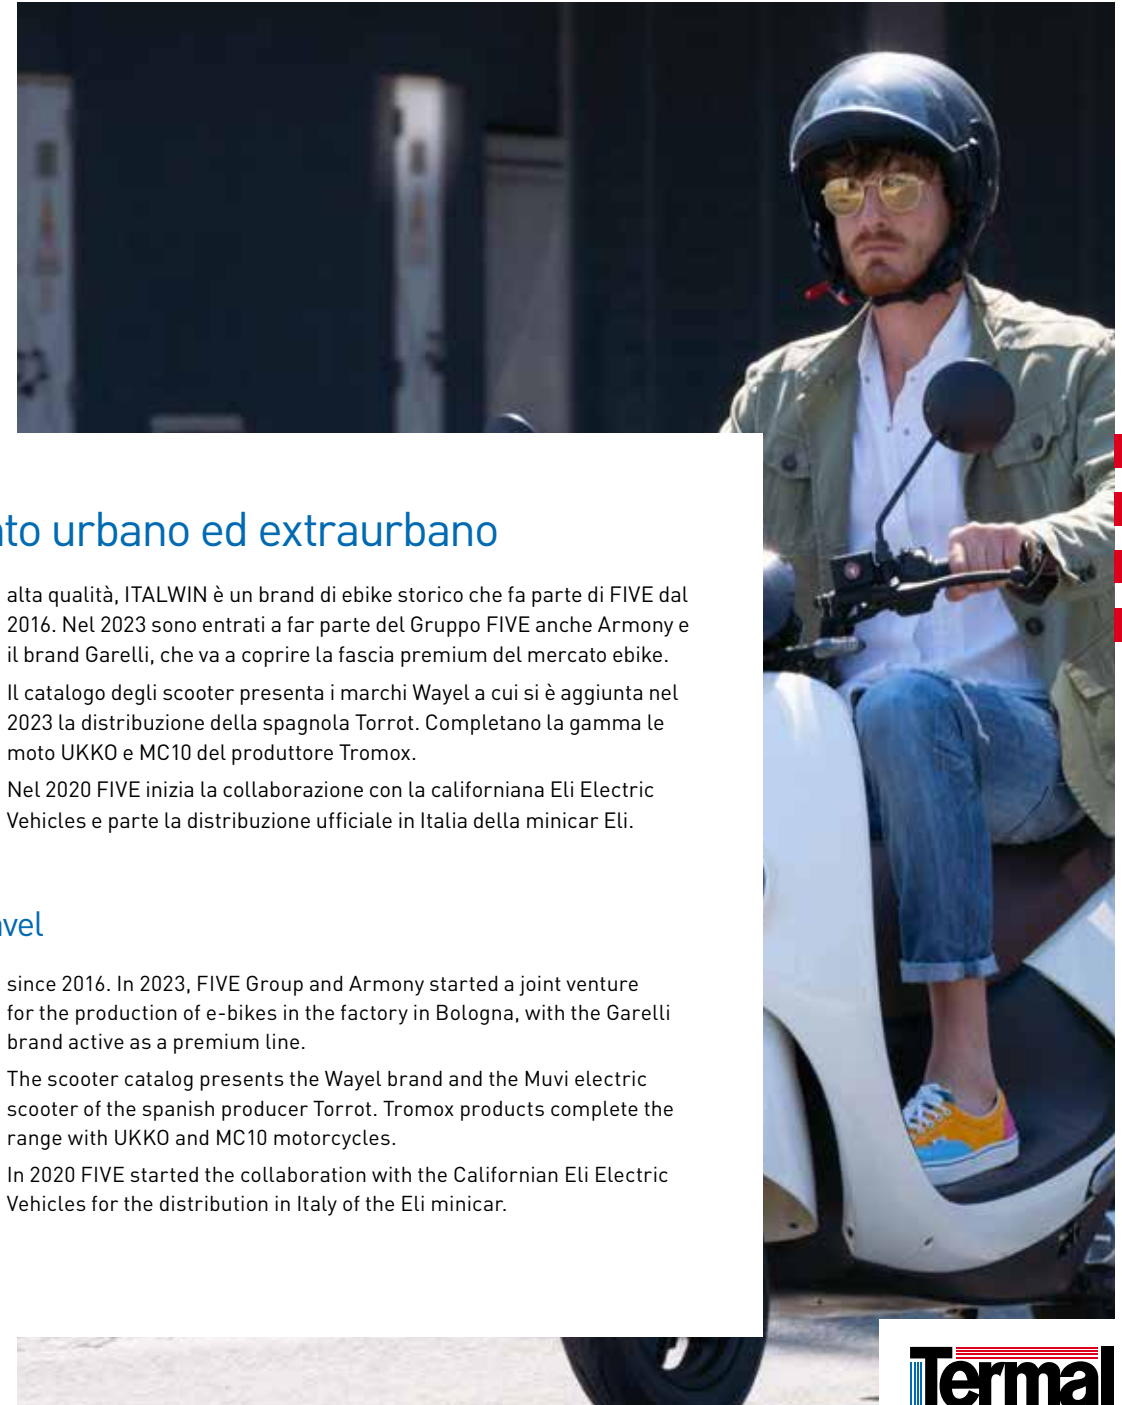 to urbano ed extraurbano
alta qualità, ITALWIN è un brand di ebike storico che fa parte di FIVE dal
2016. Nel 2023 sono entrati a far parte del Gruppo FIVE anche Armony e
il brand Garelli, che va a coprire la fascia premium del mercato ebike.
Il catalogo degli scooter presenta i marchi Wayel a cui si è aggiunta nel
2023 la distribuzione della spagnola Torrot. Completano la gamma le
moto UKKO e MC10 del produttore Tromox.
Nel 2020 FIVE inizia la collaborazione con la californiana Eli Electric
Vehicles e parte la distribuzione ufficiale in Italia della minicar Eli.
vel
since 2016. In 2023, FIVE Group and Armony started a joint venture
for the production of e-bikes in the factory in Bologna, with the Garelli
brand active as a premium line.
The scooter catalog presents the Wayel brand and the Muvi electric
scooter of the spanish producer Torrot. Tromox products complete the
range with UKKO and MC10 motorcycles.
In 2020 FIVE started the collaboration with the Californian Eli Electric
Vehicles for the distribution in Italy of the Eli minicar.
Termal